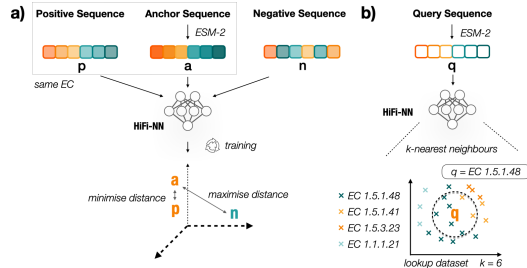 a)
Positive Sequence
Anchor Sequence
Negative Sequence
ESM-2
p
a
n
same EC
HiFi-NN
training
a
minimise distance
maximise distance
p
n
b)
Query Sequence
ESM-2
q
HiFi-NN
k-nearest neighbours
q = EC 1.5.1.48
EC 1.5.1.48
EC 1.5.1.41
EC 1.5.3.23
EC 1.1.1.21
q
lookup dataset
k = 6